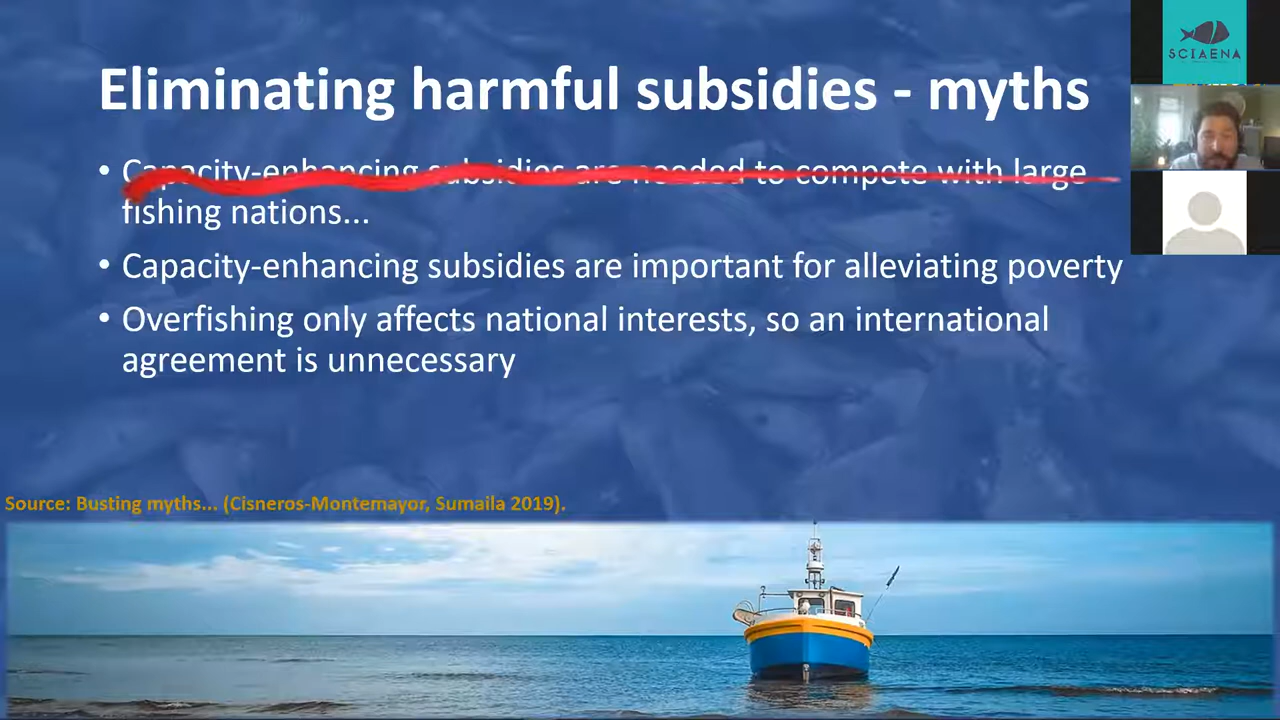 Eliminating harmful subsidies - myths
• Capacity-enhancing subsidies are needed to compete with large
fishing nations...
• Capacity-enhancing subsidies are important for alleviating poverty
• Overfishing only affects national interests, so an international
agreement is unnecessary
Source: Busting myths... (Cisneros-Montemayor, Sumaila 2019).
SCIAENA